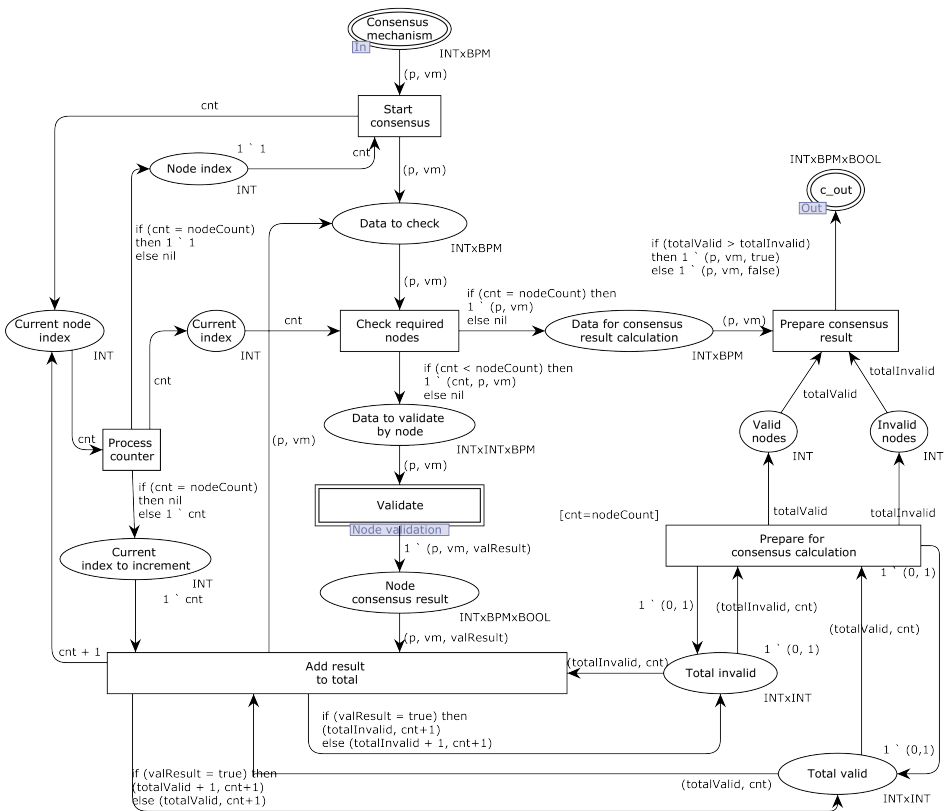 Consensus
mechanism
In
INTxBPM
(p, vm)
cnt
Start
consensus
1 ` 1
cnt
Node index
INT
(p, vm)
INTxBPMxBOOL
c_out
Out
Data to check
INTxBPM
if (cnt = nodeCount)
then 1 ` 1
else nil
if (totalValid > totalInvalid)
then 1 ` (p, vm, true)
else 1 ` (p, vm, false)
(p, vm)
if (cnt = nodeCount) then
1 ` (p, vm)
else nil
Current node
index
INT
Current
index
INT
cnt
Check required
nodes
Data for consensus
result calculation
INTxBPM
(p, vm)
Prepare consensus
result
cnt
if (cnt < nodeCount) then
1 ` (cnt, p, vm)
else nil
totalInvalid
totalValid
cnt
Process
counter
(p, vm)
Data to validate
by node
INTxINTxBPM
Valid
nodes
INT
Invalid
nodes
INT
(p, vm)
if (cnt = nodeCount)
then nil
else 1 ` cnt
Validate
Node validation
[cnt=nodeCount]
totalValid
totalInvalid
1 ` (p, vm, valResult)
Prepare for
consensus calculation
Current
index to increment
INT
1 ` cnt
1 ` (0, 1)
Node
consensus result
INTxBPMxBOOL
1 ` (0, 1)
(totalInvalid, cnt)
(totalValid, cnt)
(p, vm, valResult)
cnt + 1
Add result
to total
(totalInvalid, cnt)
1 ` (0, 1)
Total invalid
INTxINT
if (valResult = true) then
(totalInvalid, cnt+1)
else (totalInvalid + 1, cnt+1)
1 ` (0,1)
if (valResult = true) then
(totalValid + 1, cnt+1)
else (totalValid, cnt+1)
(totalValid, cnt)
Total valid
INTxINT